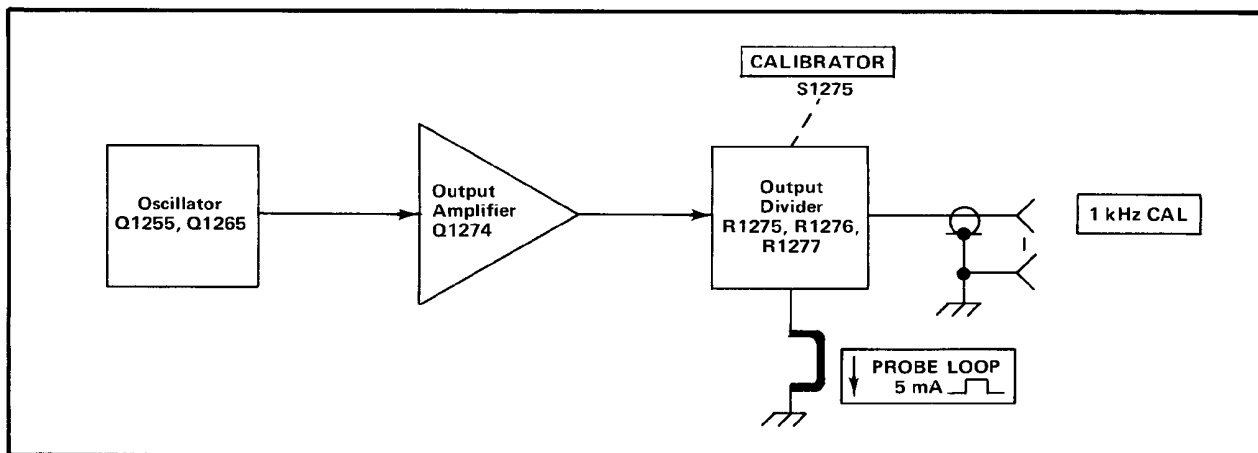 CALIBRATOR
S1275
Oscillator
Q1255, Q1265
Output
Amplifier
Q1274
Output
Divider
R1275, R1276,
R1277
1 kHz CAL
PROBE LOOP
5 mA